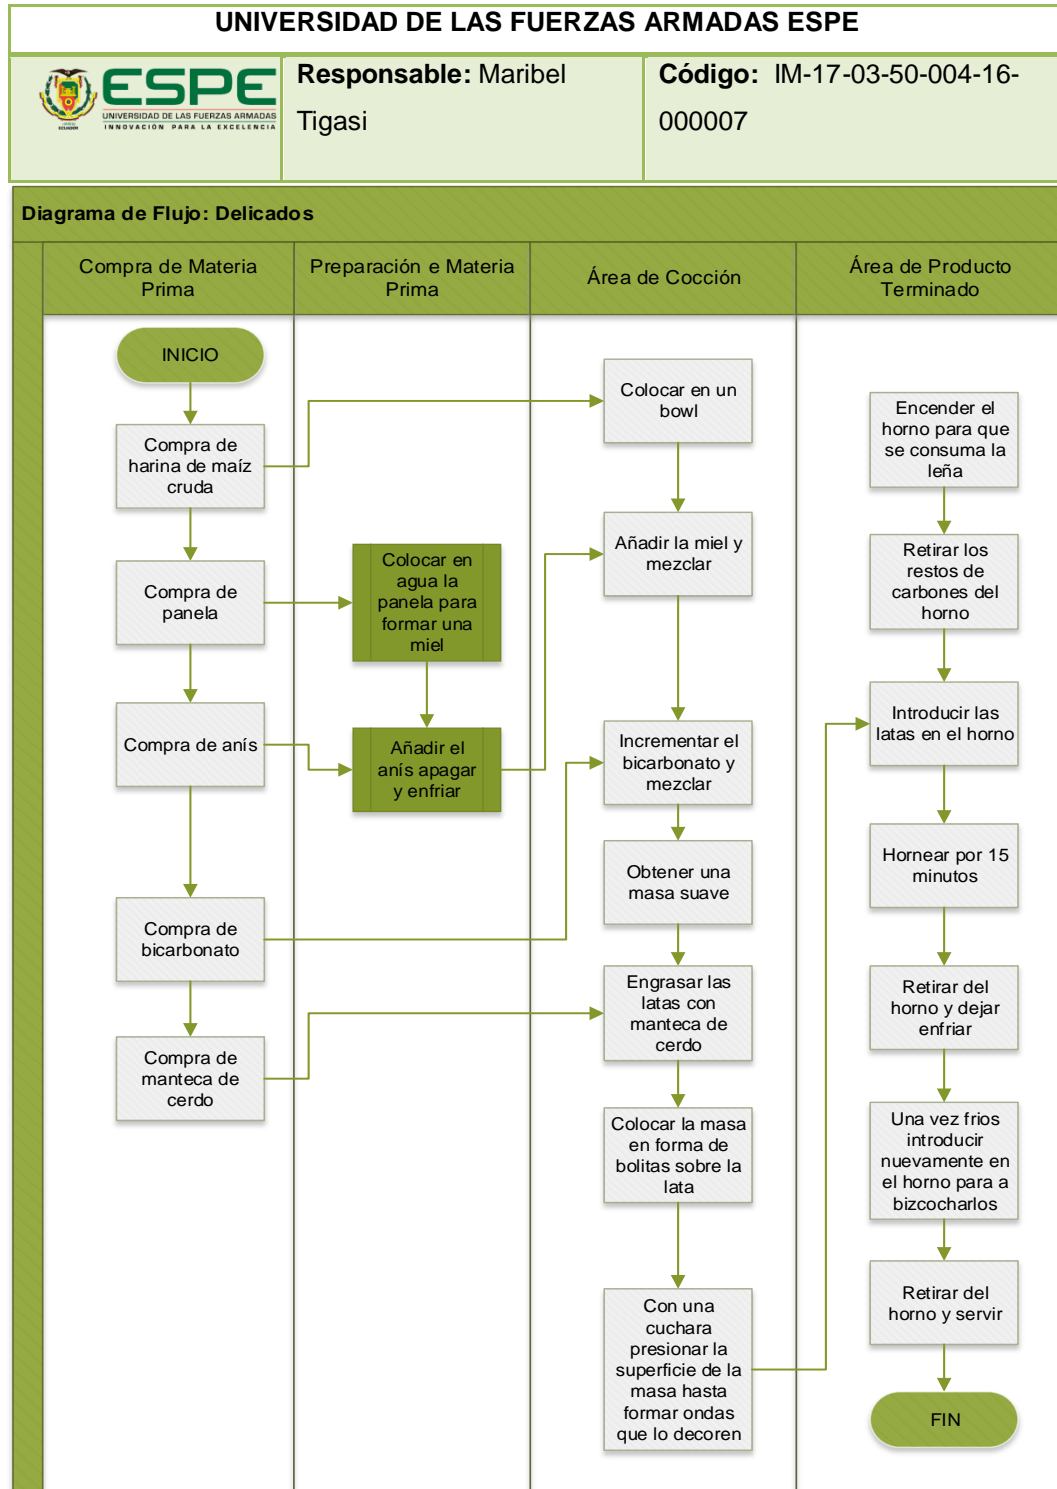 UNIVERSIDAD DE LAS FUERZAS ARMADAS ESPE
ESPE
UNIVERSIDAD DE LAS FUERZAS ARMADAS
INNOVACIÓN PARA LA EXCELENCIA
ECUADOR
Responsable: Maribel
Tigasi
Código: IM-17-03-50-004-16-
000007
Diagrama de Flujo: Delicados
Compra de Materia
Prima
Preparación e Materia
Prima
Área de Cocción
Área de Producto
Terminado
INICIO
Compra de
harina de maíz
cruda
Compra de
panela
Compra de anís
Compra de
bicarbonato
Compra de
manteca de
cerdo
Colocar en
agua la
panela para
formar una
miel
Añadir el
anís apagar
y enfriar
Colocar en un
bowl
Añadir la miel y
mezclar
Incrementar el
bicarbonato y
mezclar
Obtener una
masa suave
Engrasar las
latas con
manteca de
cerdo
Colocar la masa
en forma de
bolitas sobre la
lata
Con una
cuchara
presionar la
superficie de la
masa hasta
formar ondas
que lo decoren
Encender el
horno para que
se consuma la
leña
Retirar los
restos de
carbones del
horno
Introducir las
latas en el horno
Hornear por 15
minutos
Retirar del
horno y dejar
enfriar
Una vez frios
introducir
nuevamente en
el horno para a
bizcocharlos
Retirar del
horno y servir
FIN